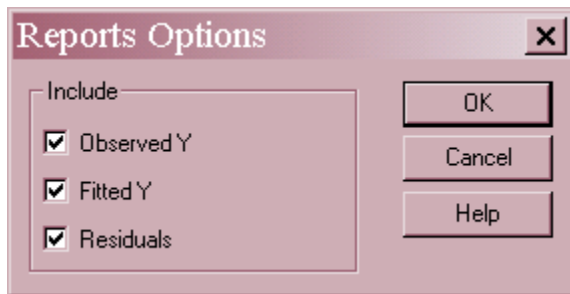 Reports Options
Include
Observed Y
Fitted Y
Residuals
OK
Cancel
Help